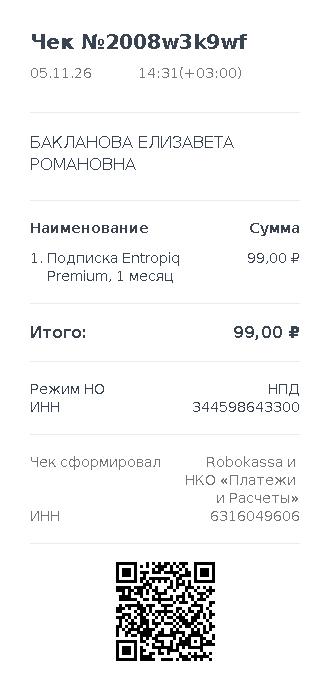 Чек №2008w3k9wf
05.11.26 14:31(+03:00)
БАКЛАНОВА ЕЛИЗАВЕТА
РОМАНОВНА
Наименование Сумма
1. Подписка Entropiq 99,00 ₽
Premium, 1 месяц
Итого: 99,00 ₽
Режим НО НПД
ИНН 344598643300
Чек сформировал Robokassa и
НКО «Платежи
и Расчеты»
ИНН 6316049606